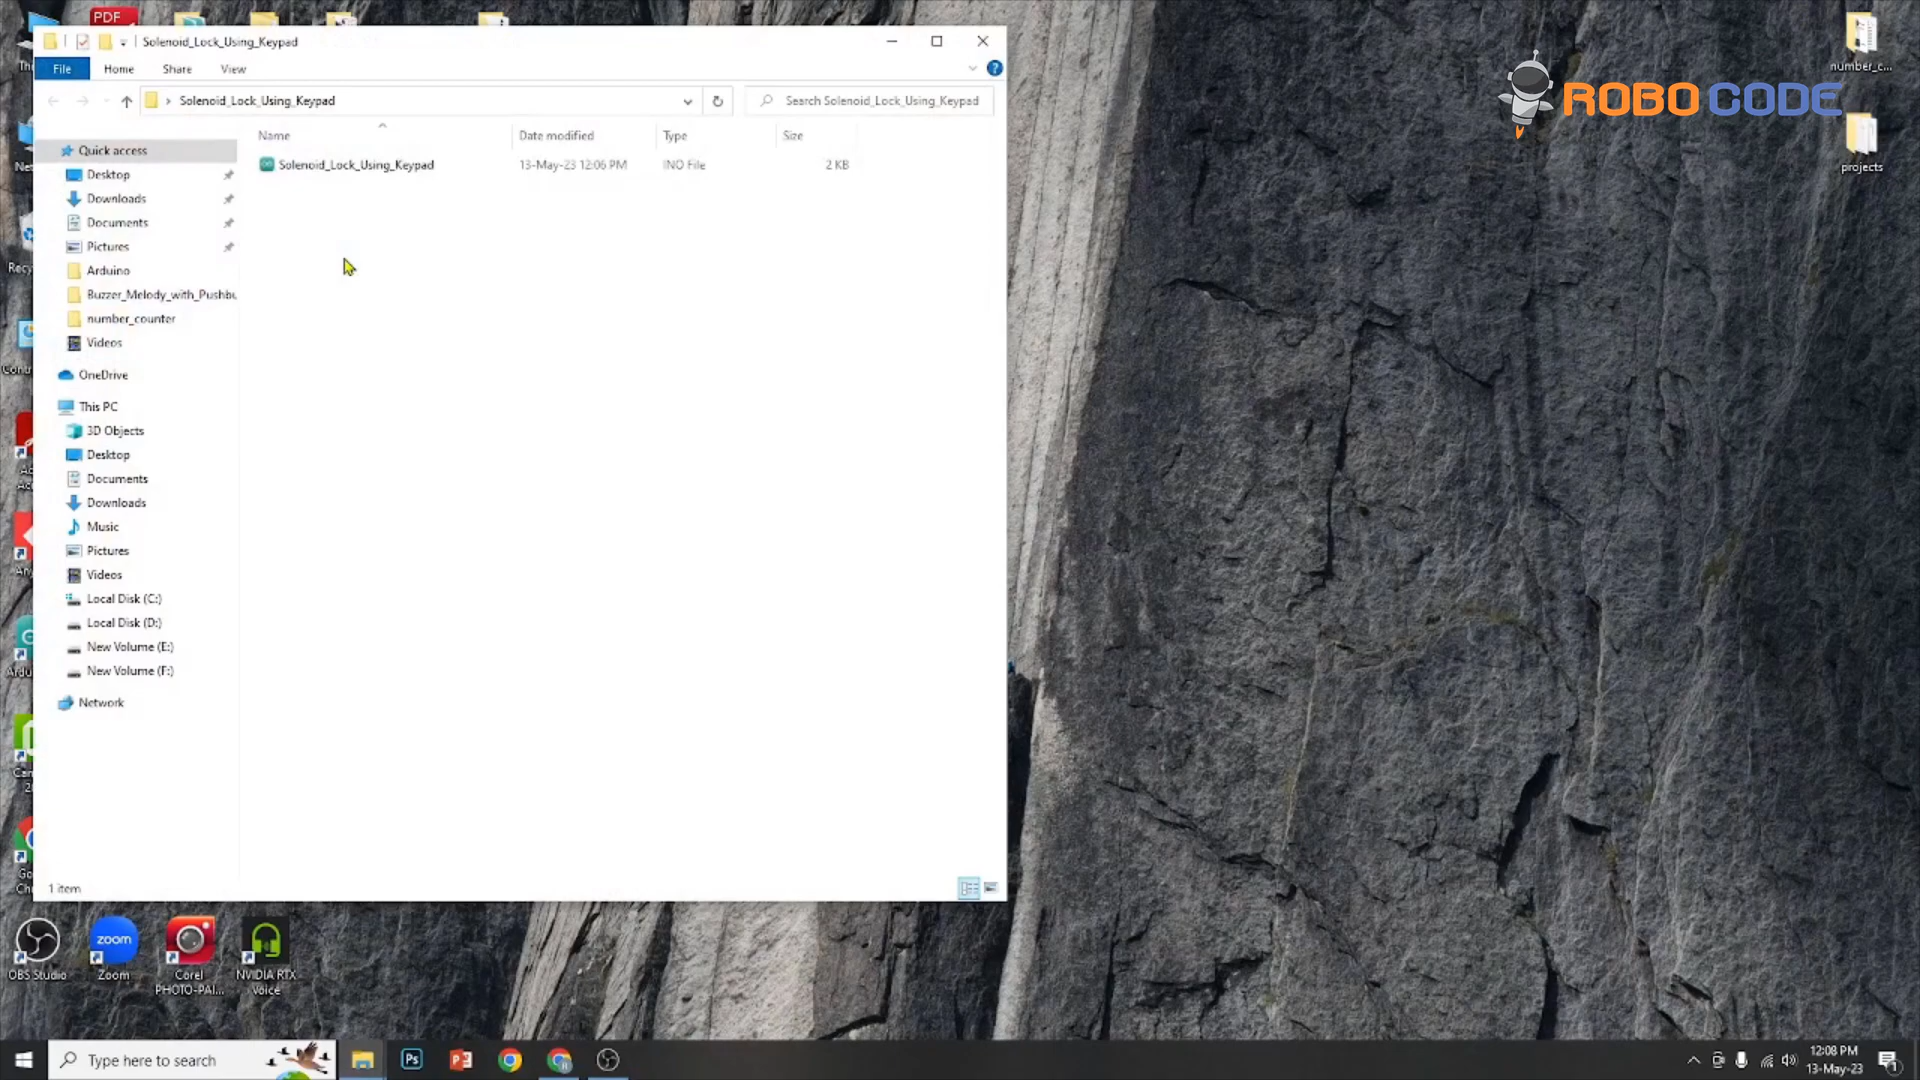 PDF
Solenoid_Lock_Using_Keypad
File
Home
Share
View
Solenoid_Lock_Using_Keypad
Search Solenoid_Lock_Using_Keypad
Name
Date modified
Type
Size
Solenoid_Lock_Using_Keypad
13-May-23 12:06 PM
INO File
2 KB
Quick access
Desktop
Downloads
Documents
Pictures
Arduino
Buzzer_Melody_with_Pushbu
number_counter
Videos
OneDrive
This PC
3D Objects
Desktop
Documents
Downloads
Music
Pictures
Videos
Local Disk (C:)
Local Disk (D:)
New Volume (E:)
New Volume (F:)
Network
1 item
number_c...
ROBO CODE
projects
OBS Studio
zoom
Zoom
Corel
PHOTO-PAI...
NVIDIA RTX
Voice
Type here to search
Ps
12:08 PM
13-May-23
1